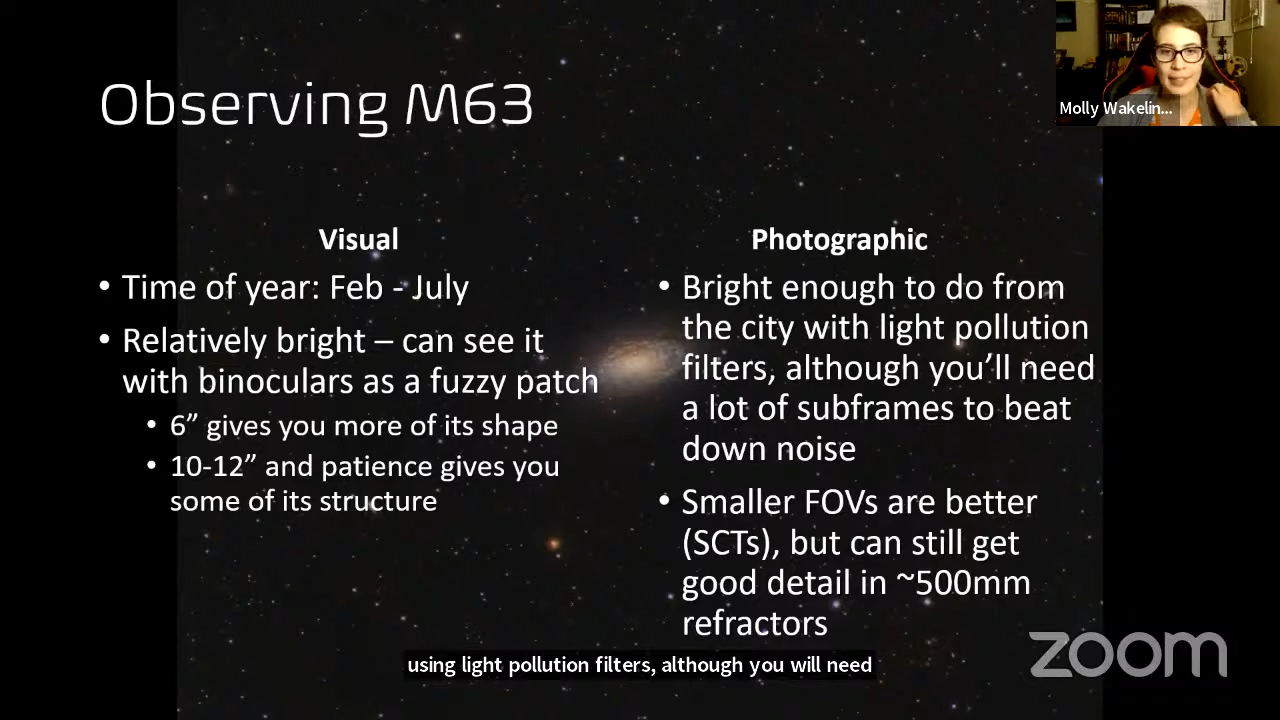 Observing M63
Molly Wakelin...
Visual
• Time of year: Feb - July
• Relatively bright – can see it
with binoculars as a fuzzy patch
• 6” gives you more of its shape
• 10-12” and patience gives you
some of its structure
Photographic
• Bright enough to do from
the city with light pollution
filters, although you’ll need
a lot of subframes to beat
down noise
• Smaller FOVs are better
(SCTs), but can still get
good detail in ~500mm
refractors
using light pollution filters, although you will need
zoom